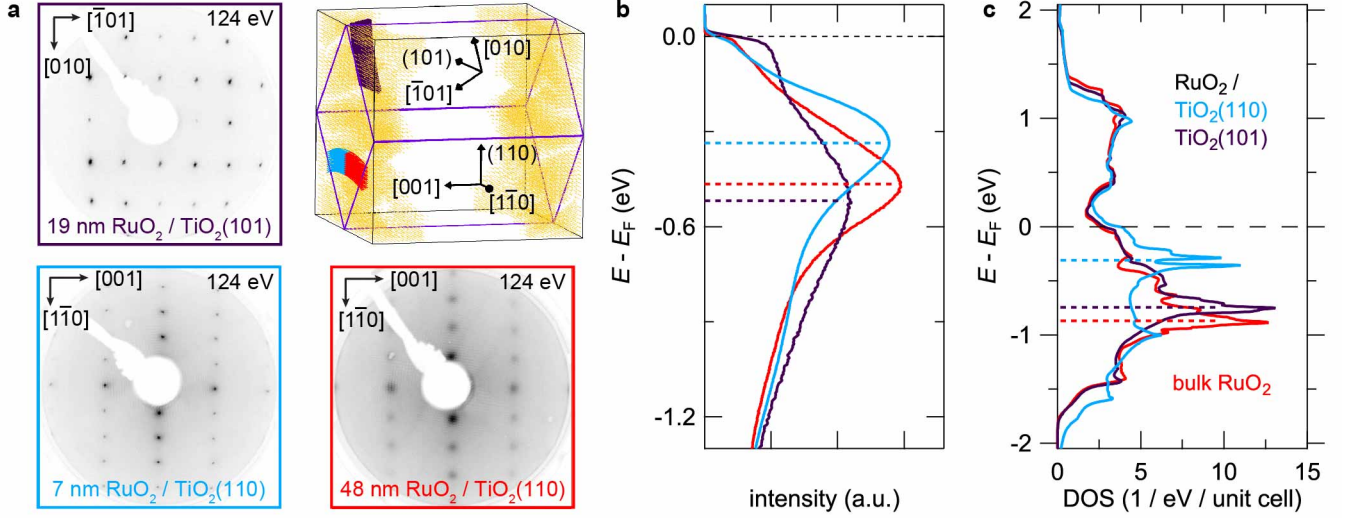 a
[1̅01]
[010]
124 eV
19 nm RuO₂ / TiO₂(101)
(101)
[010]
[1̅01]
(110)
[001]
[11̅0]
[001]
[11̅0]
124 eV
7 nm RuO₂ / TiO₂(110)
[001]
[11̅0]
124 eV
48 nm RuO₂ / TiO₂(110)
b
0.0
-0.6
-1.2
E - E_F (eV)
intensity (a.u.)
c
2
1
0
-1
-2
E - E_F (eV)
RuO₂ /
TiO₂(110)
TiO₂(101)
bulk RuO₂
0
5
10
15
DOS (1 / eV / unit cell)